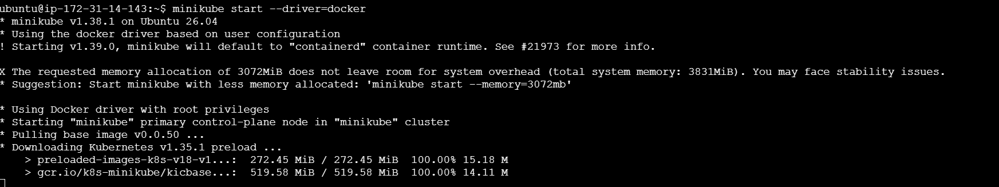 ubuntu@ip-172-31-14-143:~$ minikube start --driver=docker
* minikube v1.38.1 on Ubuntu 26.04
* Using the docker driver based on user configuration
! Starting v1.39.0, minikube will default to "containerd" container runtime. See #21973 for more info.
X The requested memory allocation of 3072MiB does not leave room for system overhead (total system memory: 3831MiB). You may face stability issues.
* Suggestion: Start minikube with less memory allocated: 'minikube start --memory=3072mb'
* Using Docker driver with root privileges
* Starting "minikube" primary control-plane node in "minikube" cluster
* Pulling base image v0.0.50 ...
* Downloading Kubernetes v1.35.1 preload ...
    > preloaded-images-k8s-v18-v1...:  272.45 MiB / 272.45 MiB  100.00% 15.18 M
    > gcr.io/k8s-minikube/kicbase...:  519.58 MiB / 519.58 MiB  100.00% 14.11 M